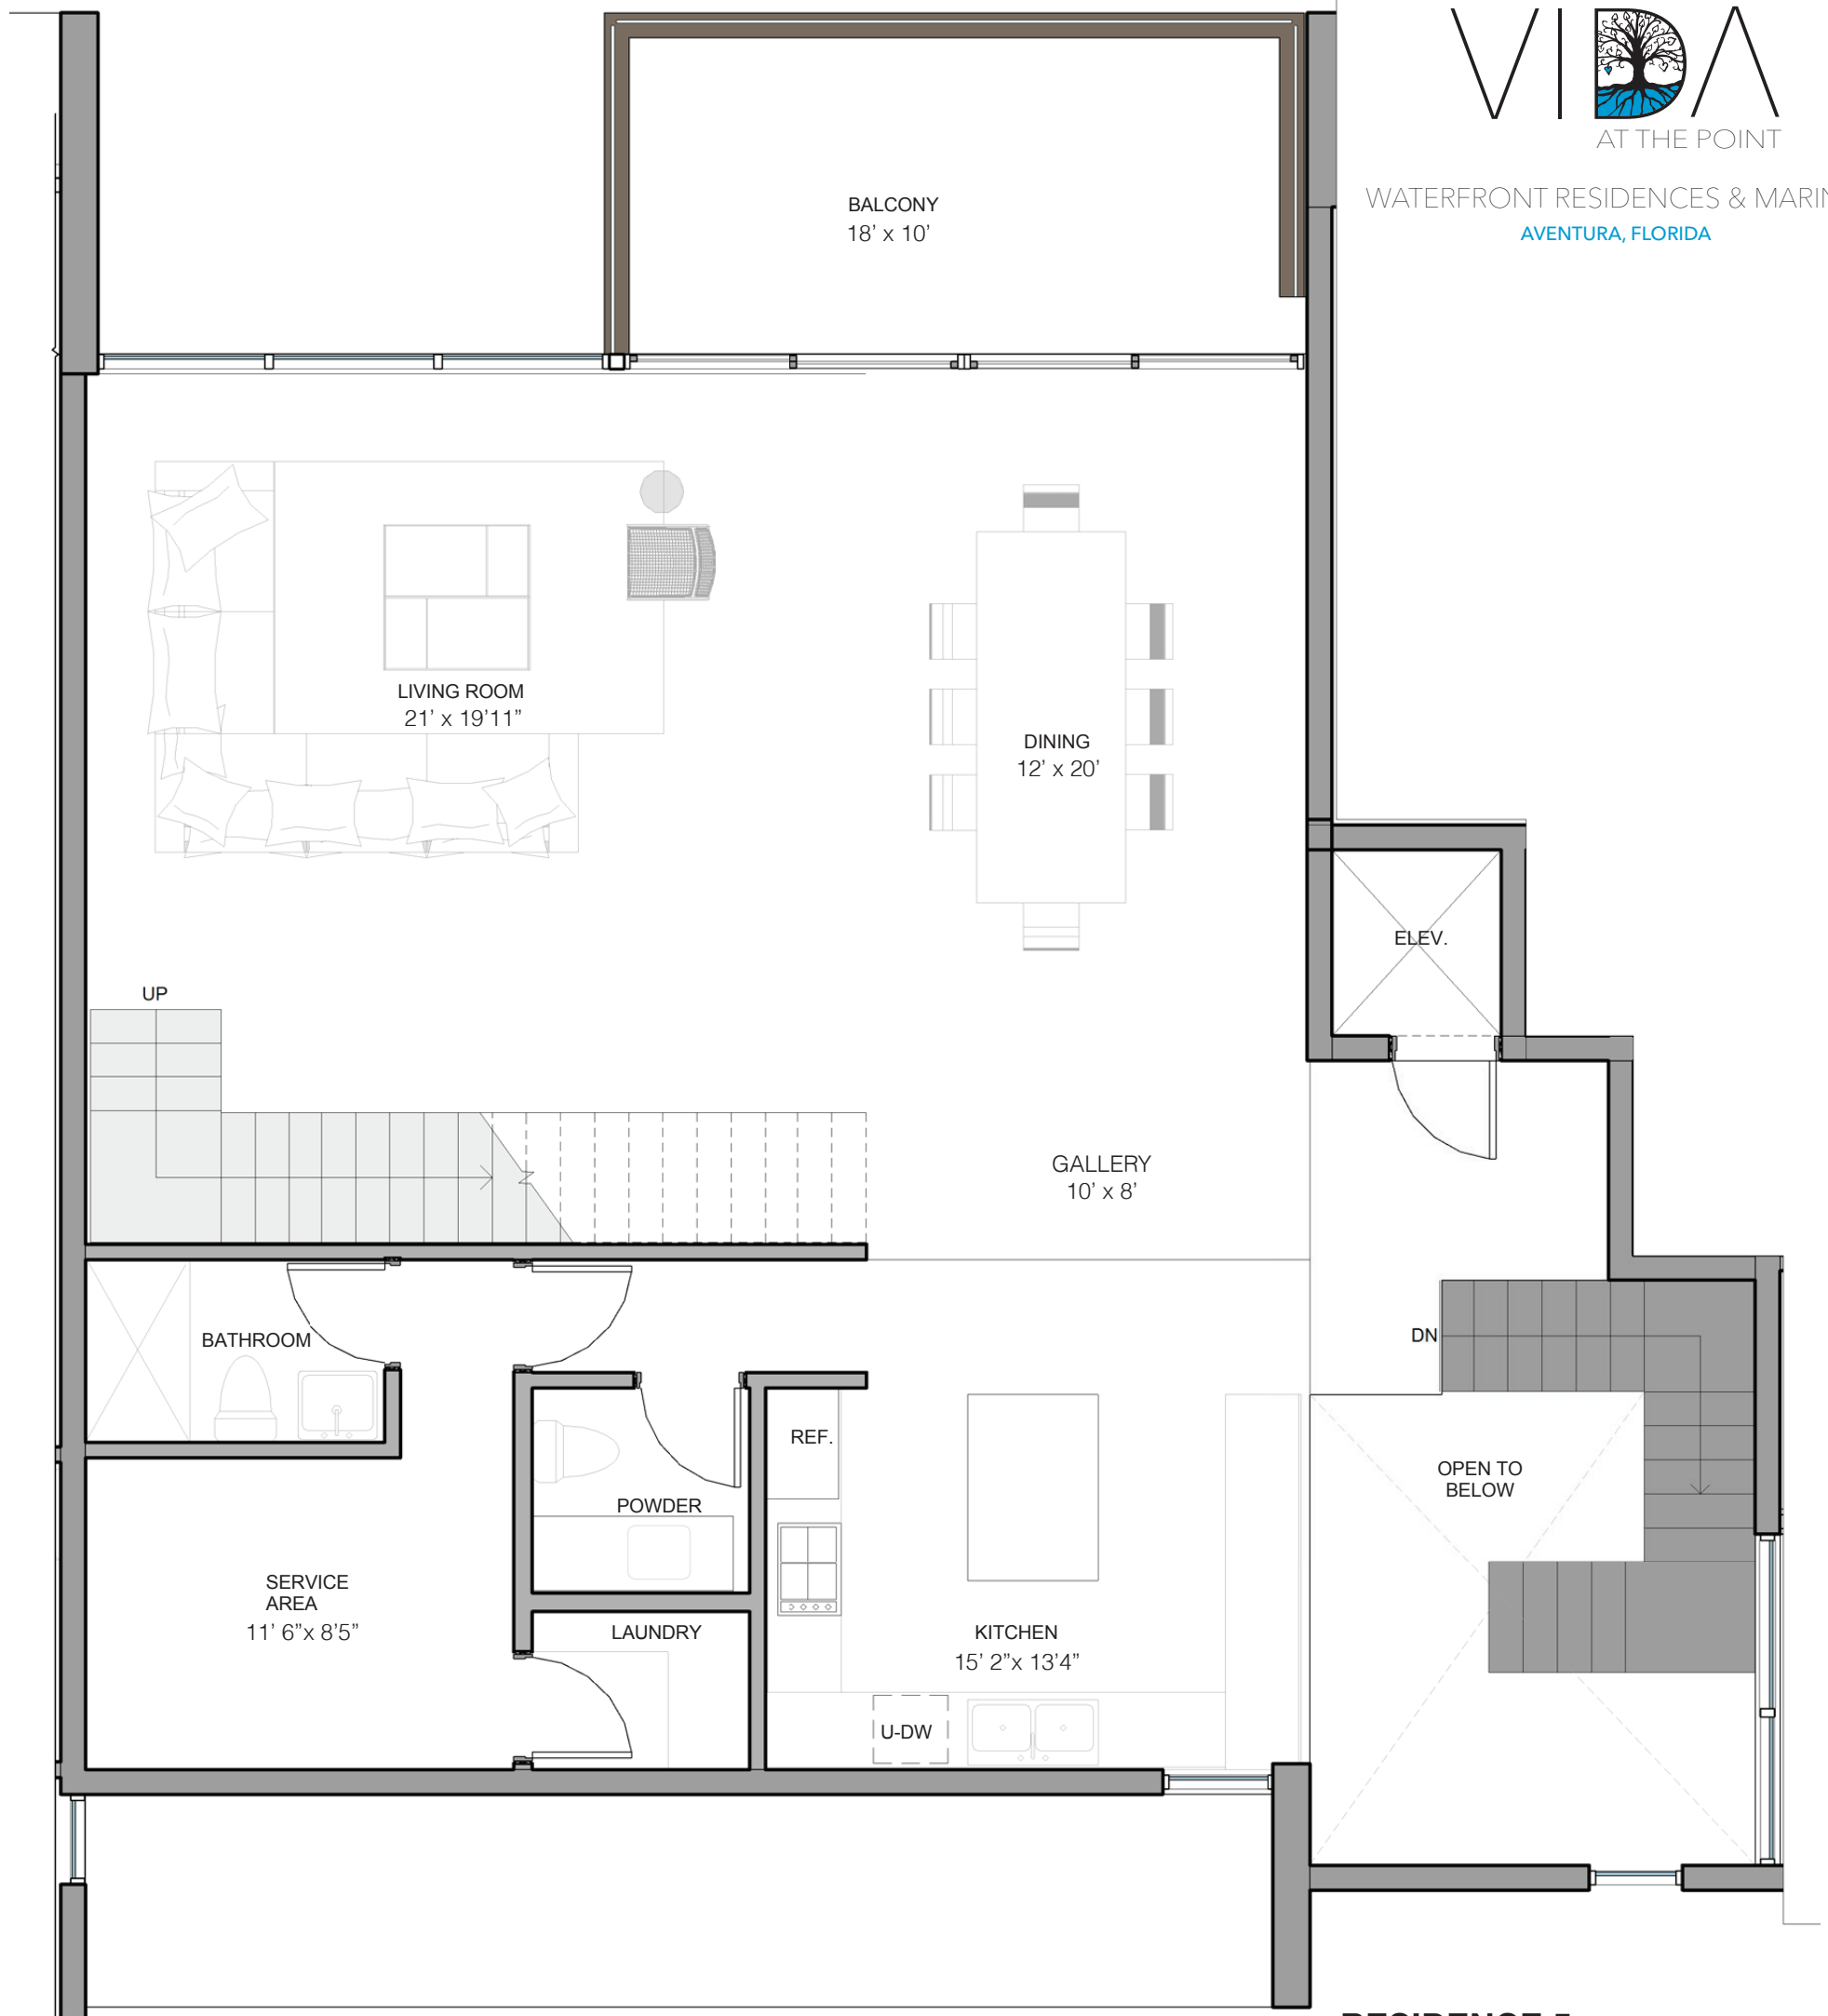 VIDA
AT THE POINT
WATERFRONT RESIDENCES &
AVENTURA, FLORIDA
BALCONY
18’ x 10’
LIVING ROOM
21’ x 19’11”
DINING
12’ x 20’
ELEV.
UP
GALLERY
10’ x 8’
BATHROOM
DN
REF.
OPEN TO
BELOW
POWDER
SERVICE
AREA
11’ 6”x 8’5”
LAUNDRY
KITCHEN
15’ 2”x 13’4”
U-DW